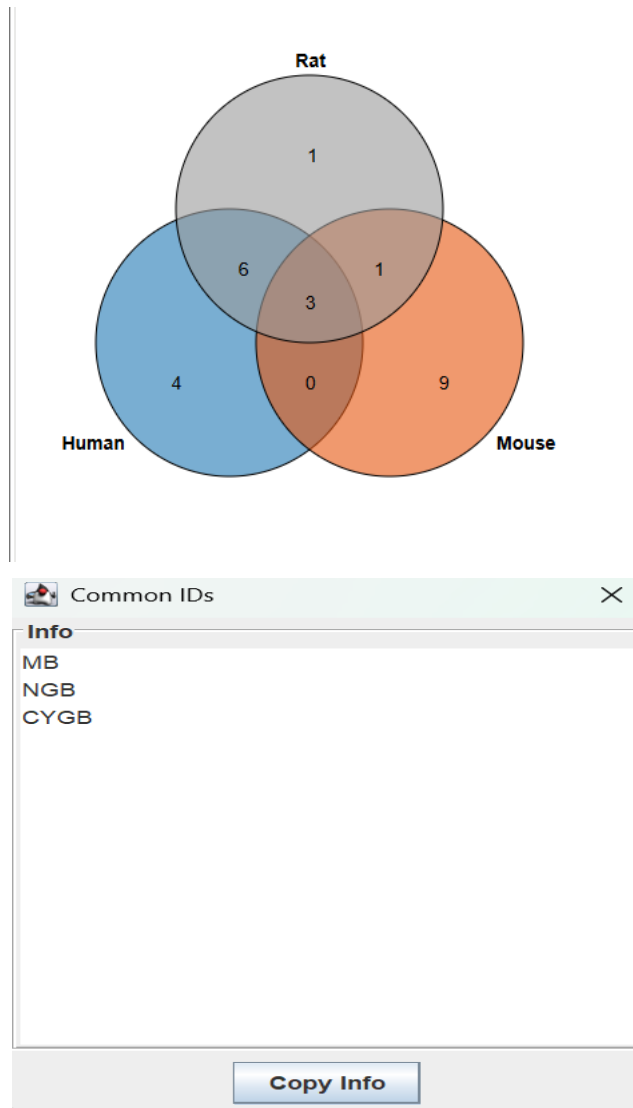 Rat
1
6
1
3
4
0
9
Human
Mouse
Common IDs
Info
MB
NGB
CYGB
Copy Info